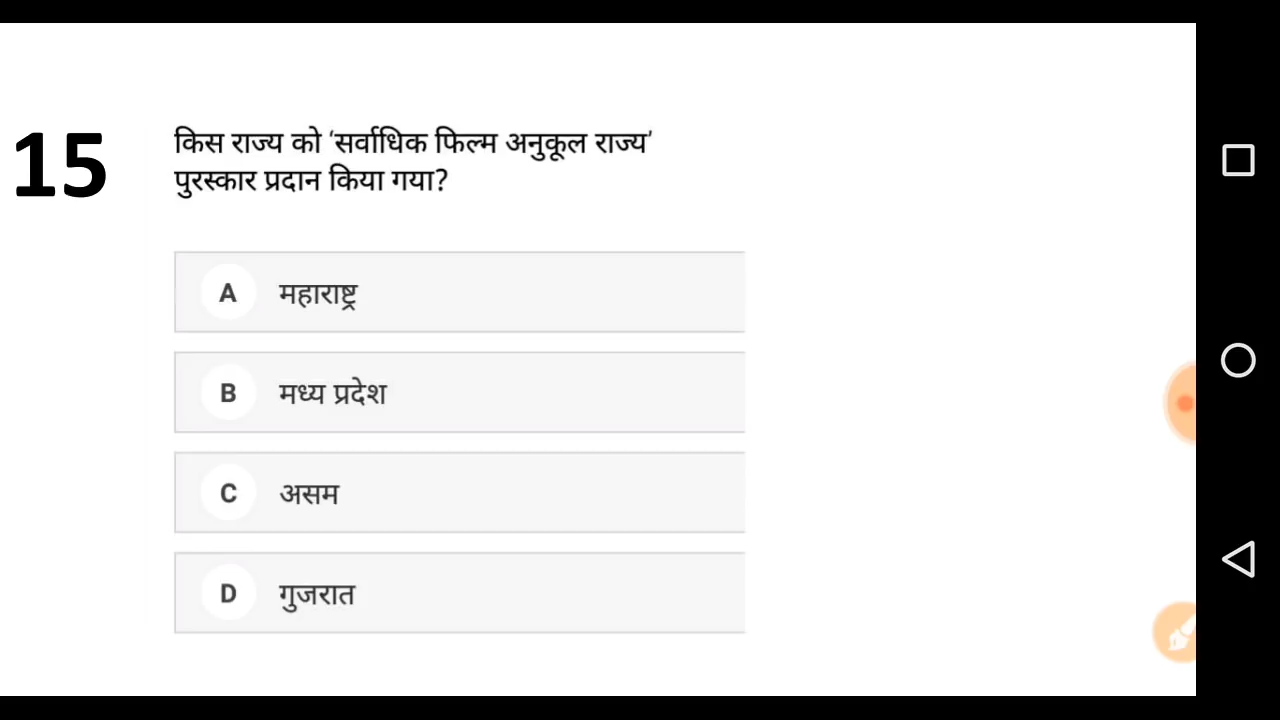 15
किस राज्य को ‘सर्वाधिक फिल्म अनुकूल राज्य’
पुरस्कार प्रदान किया गया?
A महाराष्ट्र
B मध्य प्रदेश
C असम
D गुजरात